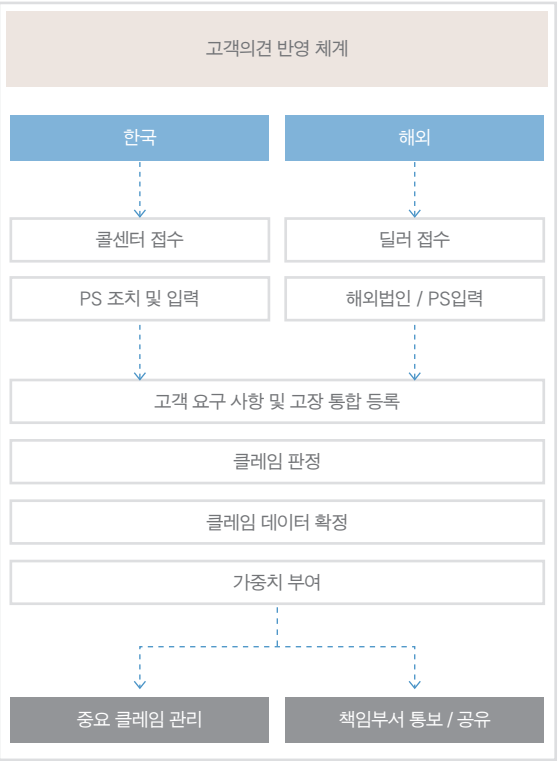 고객의견 반영 체계
한국
해외
콜센터 접수
딜러 접수
PS 조치 및 입력
해외법인 / PS입력
고객 요구 사항 및 고장 통합 등록
클레임 판정
클레임 데이터 확정
가중치 부여
중요 클레임 관리
책임부서 통보 / 공유